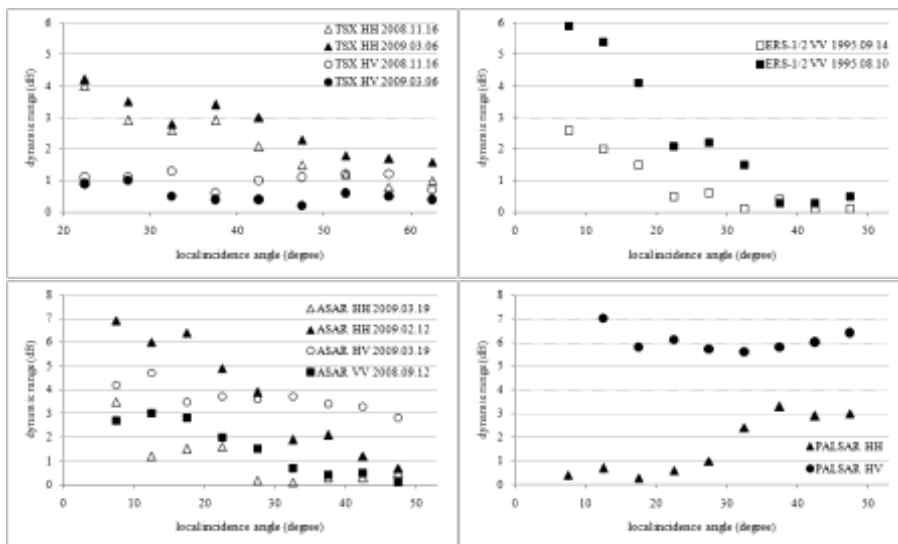 6
5
4
3
2
1
0
dynamic range (dB)
△ TSX HH 2008.11.16
▲ TSX HH 2009.03.06
○ TSX HV 2008.11.16
● TSX HV 2009.03.06
20 30 40 50 60
local incidence angle (degree)
6
5
4
3
2
1
0
dynamic range (dB)
□ ERS-1/2 VV 1995.09.14
■ ERS-1/2 VV 1995.08.10
0 10 20 30 40 50
local incidence angle (degree)
8
7
6
5
4
3
2
1
0
dynamic range (dB)
△ ASAR HH 2009.03.19
▲ ASAR HH 2009.02.12
○ ASAR HV 2009.03.19
■ ASAR VV 2008.09.12
0 10 20 30 40 50
local incidence angle (degree)
8
7
6
5
4
3
2
1
0
dynamic range (dB)
▲ PALSAR HH
● PALSAR HV
0 10 20 30 40 50
local incidence angle (degree)